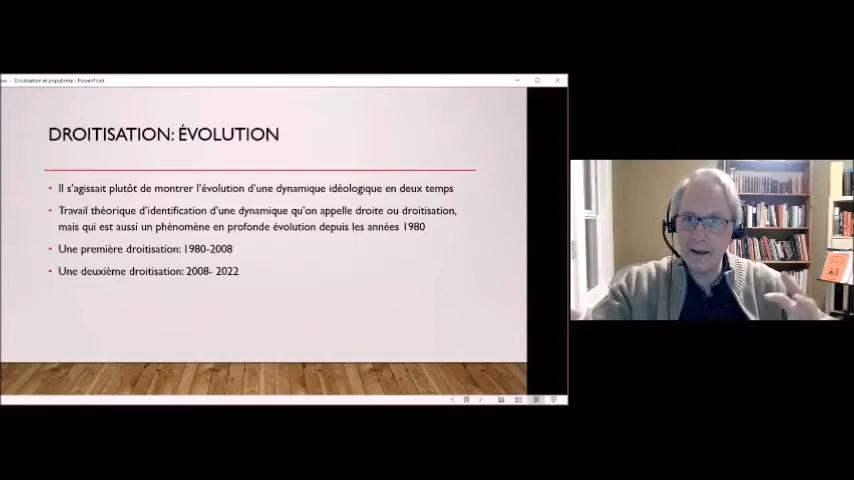 Droitisation et populisme - PowerPoint
DROITISATION: ÉVOLUTION
• Il s'agissait plutôt de montrer l'évolution d'une dynamique idéologique en deux temps
• Travail théorique d'identification d'une dynamique qu'on appelle droite ou droitisation,
mais qui est aussi un phénomène en profonde évolution depuis les années 1980
• Une première droitisation: 1980-2008
• Une deuxième droitisation: 2008- 2022